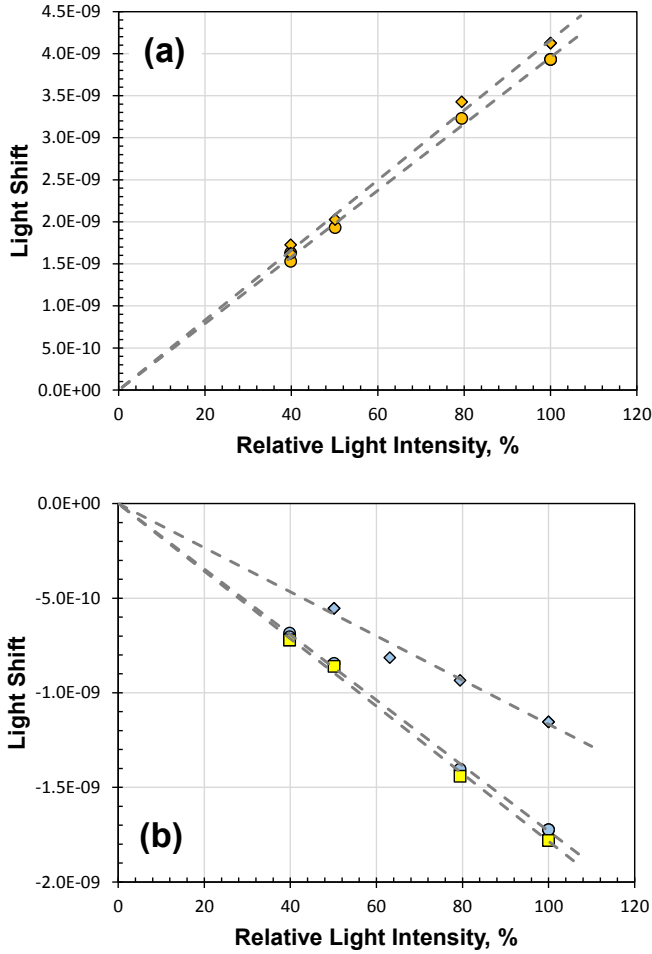 4.5E-09
(a)
4.0E-09
3.5E-09
3.0E-09
2.5E-09
2.0E-09
1.5E-09
1.0E-09
5.0E-10
0.0E+00
Light Shift
0 20 40 60 80 100 120
Relative Light Intensity, %
0.0E+00
-5.0E-10
-1.0E-09
-1.5E-09
(b)
-2.0E-09
Light Shift
0 20 40 60 80 100 120
Relative Light Intensity, %